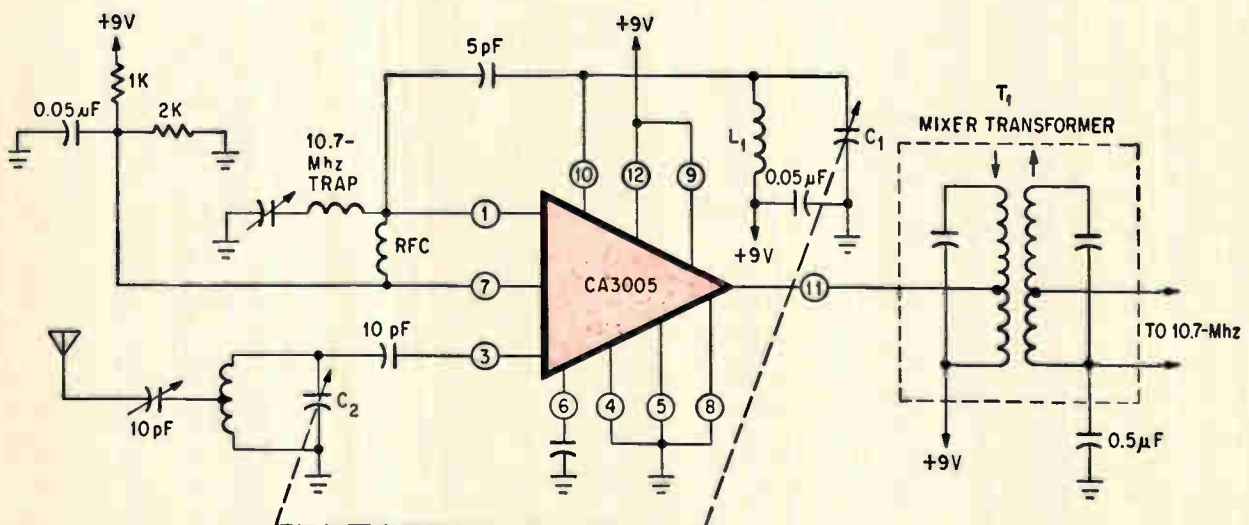 +9V
1K
0.05µF
2K
10.7-
Mhz
TRAP
RFC
5 pF
+9V
10
12
9
L₁
0.05µF
C₁
+9V
T₁
MIXER TRANSFORMER
1
7
3
CA3005
11
10 pF
10pF
C₂
6
4
5
8
TO 10.7-Mhz
+9V
0.5µF